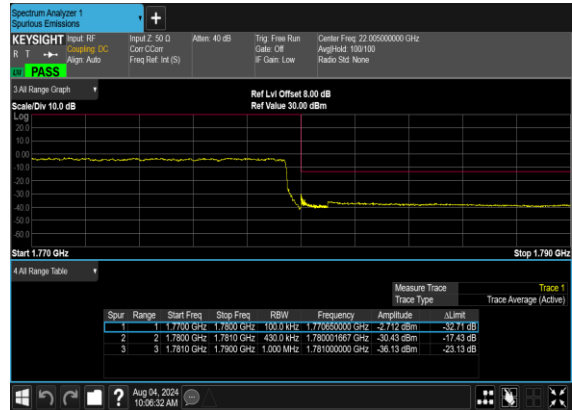 Spectrum Analyzer 1
Spurious Emissions
+
KEYSIGHT Input: RF Input Z: 50 Ω Atten: 40 dB Trig: Free Run Center Freq: 22.005000000 GHz
R T Coupling: DC Corr CCorr Gate: Off Avg|Hold: 100/100
Align: Auto Freq Ref: Int (S) IF Gain: Low Radio Std: None
PASS
3 All Range Graph
Ref Lvl Offset 8.00 dB
Scale/Div 10.0 dB Ref Value 30.00 dBm
Log
20.0
10.0
0.00
-10.0
-20.0
-30.0
-40.0
-50.0
-60.0
Start 1.770 GHz Stop 1.790 GHz
4 All Range Table
Measure Trace Trace 1
Trace Type Trace Average (Active)
Spur Range Start Freq Stop Freq RBW Frequency Amplitude ΔLimit
1 1 1.7700 GHz 1.7800 GHz 100.0 kHz 1.770650000 GHz -2.712 dBm -32.71 dB
2 2 1.7800 GHz 1.7810 GHz 430.0 kHz 1.780001667 GHz -30.43 dBm -17.43 dB
3 3 1.7810 GHz 1.7900 GHz 1.000 MHz 1.781000000 GHz -36.13 dBm -23.13 dB
? Aug 04, 2024
10:06:32 AM